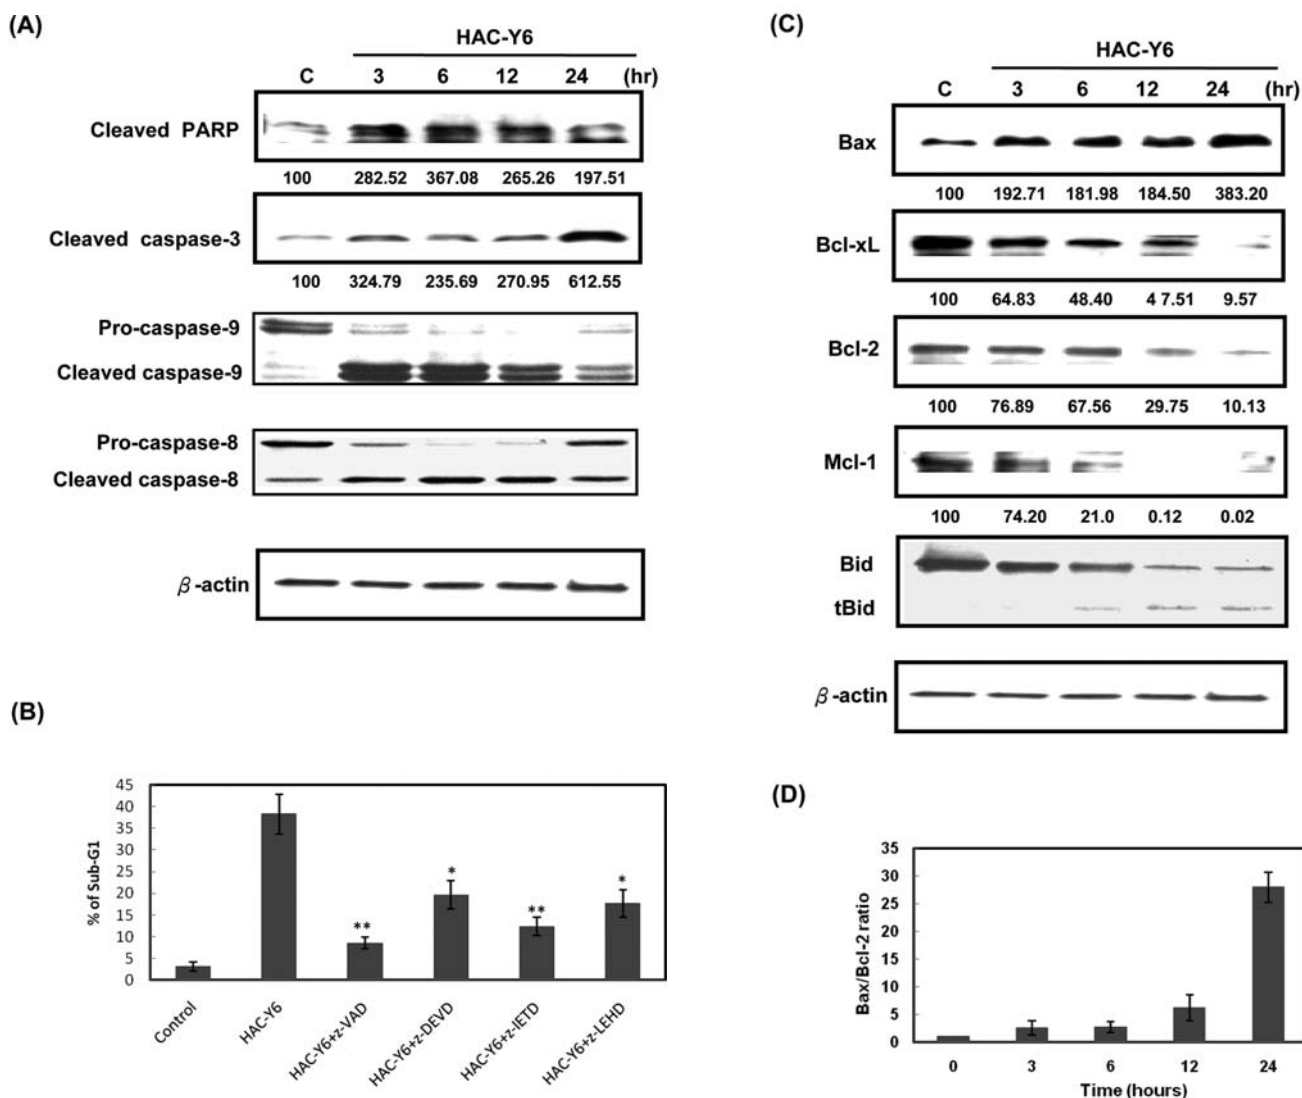 (A)
HAC-Y6
C 3 6 12 24 (hr)
Cleaved PARP
100 282.52 367.08 265.26 197.51
Cleaved caspase-3
100 324.79 235.69 270.95 612.55
Pro-caspase-9
Cleaved caspase-9
Pro-caspase-8
Cleaved caspase-8
β-actin
(B)
% of Sub-G1
45
40
35
30
25
20
15
10
5
0
** * ** *
Control HAC-Y6 HAC-Y6+z-VAD HAC-Y6+z-DEVD HAC-Y6+z-IETD HAC-Y6+z-LEHD
(C)
HAC-Y6
C 3 6 12 24 (hr)
Bax
100 192.71 181.98 184.50 383.20
Bcl-xL
100 64.83 48.40 4 7.51 9.57
Bcl-2
100 76.89 67.56 29.75 10.13
Mcl-1
100 74.20 21.0 0.12 0.02
Bid
tBid
β-actin
(D)
Bax/Bcl-2 ratio
35
30
25
20
15
10
5
0
0 3 6 12 24
Time (hours)